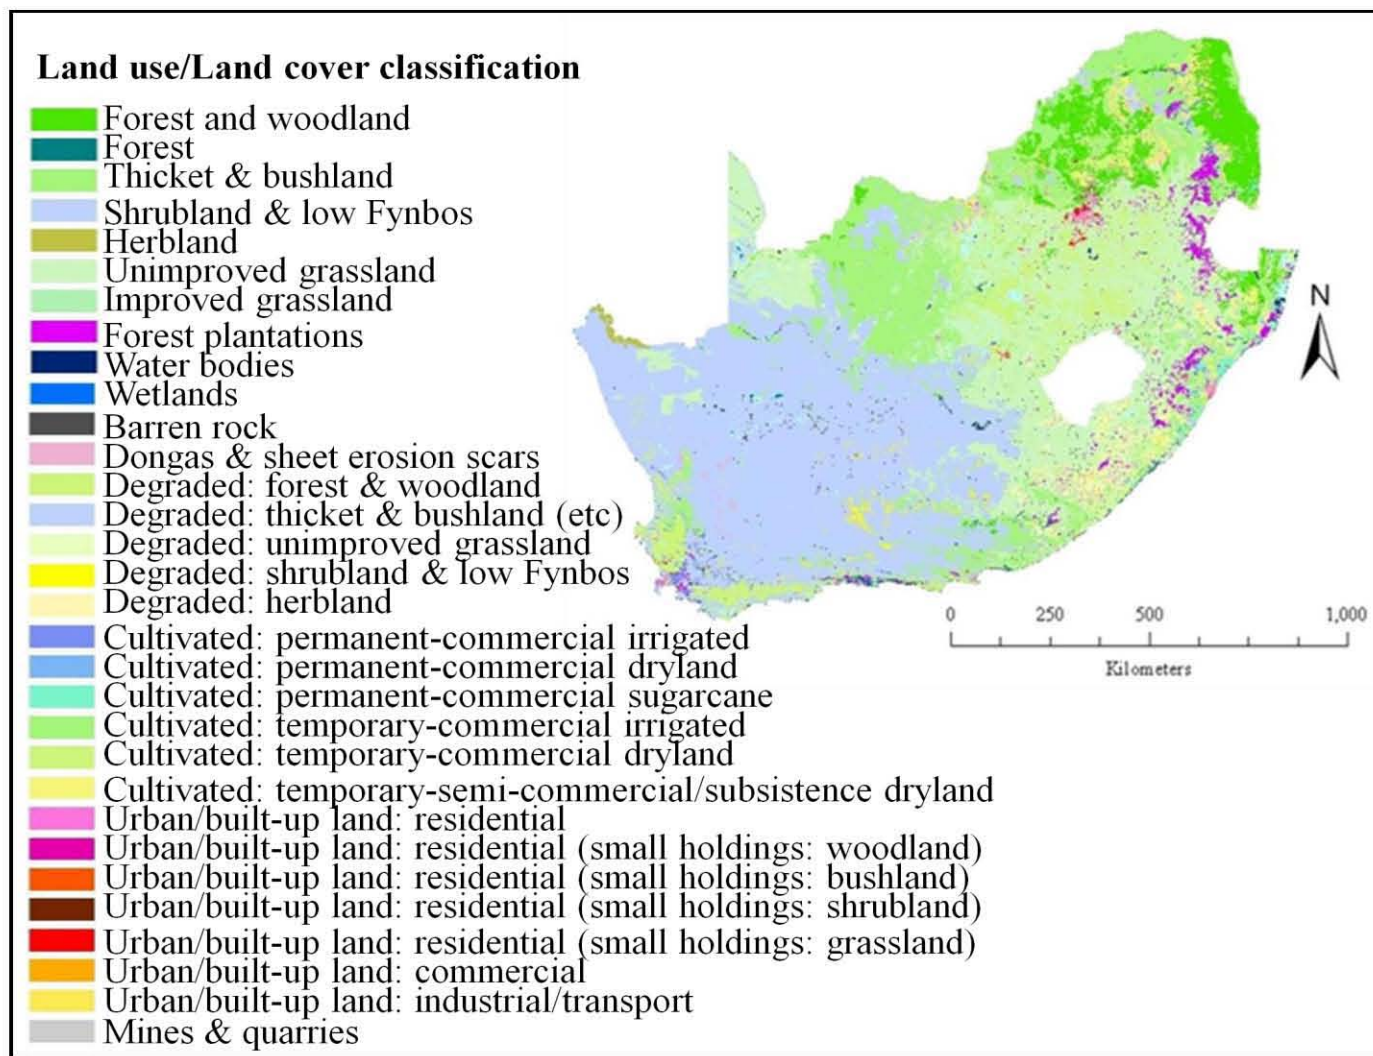 Land use/Land cover classification
Forest and woodland
Forest
Thicket & bushland
Shrubland & low Fynbos
Herbland
Unimproved grassland
Improved grassland
Forest plantations
Water bodies
Wetlands
Barren rock
Dongas & sheet erosion scars
Degraded: forest & woodland
Degraded: thicket & bushland (etc)
Degraded: unimproved grassland
Degraded: shrubland & low Fynbos
Degraded: herbland
Cultivated: permanent-commercial irrigated
Cultivated: permanent-commercial dryland
Cultivated: permanent-commercial sugarcane
Cultivated: temporary-commercial irrigated
Cultivated: temporary-commercial dryland
Cultivated: temporary-semi-commercial/subsistence dryland
Urban/built-up land: residential
Urban/built-up land: residential (small holdings: woodland)
Urban/built-up land: residential (small holdings: bushland)
Urban/built-up land: residential (small holdings: shrubland)
Urban/built-up land: residential (small holdings: grassland)
Urban/built-up land: commercial
Urban/built-up land: industrial/transport
Mines & quarries
N
0 250 500 1,000
Kilometers